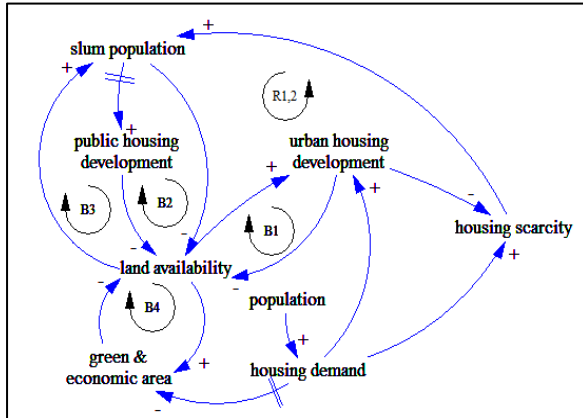 +
slum population
+
R1,2
+
public housing
development
urban housing
development
+
+
-
B3
B2
-
-
B1
housing scarcity
+
land availability
-
-
B4
population
+
green &
economic area
+
housing demand
-